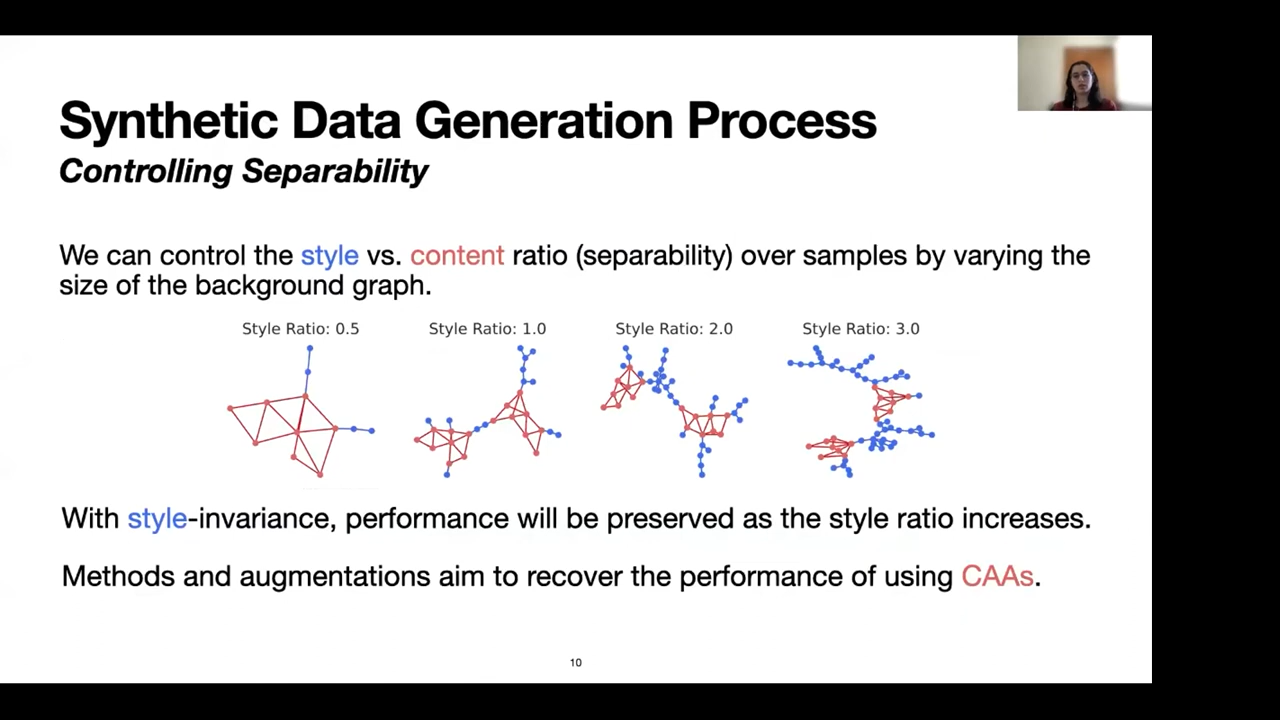 Synthetic Data Generation Process
Controlling Separability
We can control the style vs. content ratio (separability) over samples by varying the
size of the background graph.
Style Ratio: 0.5
Style Ratio: 1.0
Style Ratio: 2.0
Style Ratio: 3.0
With style-invariance, performance will be preserved as the style ratio increases.
Methods and augmentations aim to recover the performance of using CAAs.
10